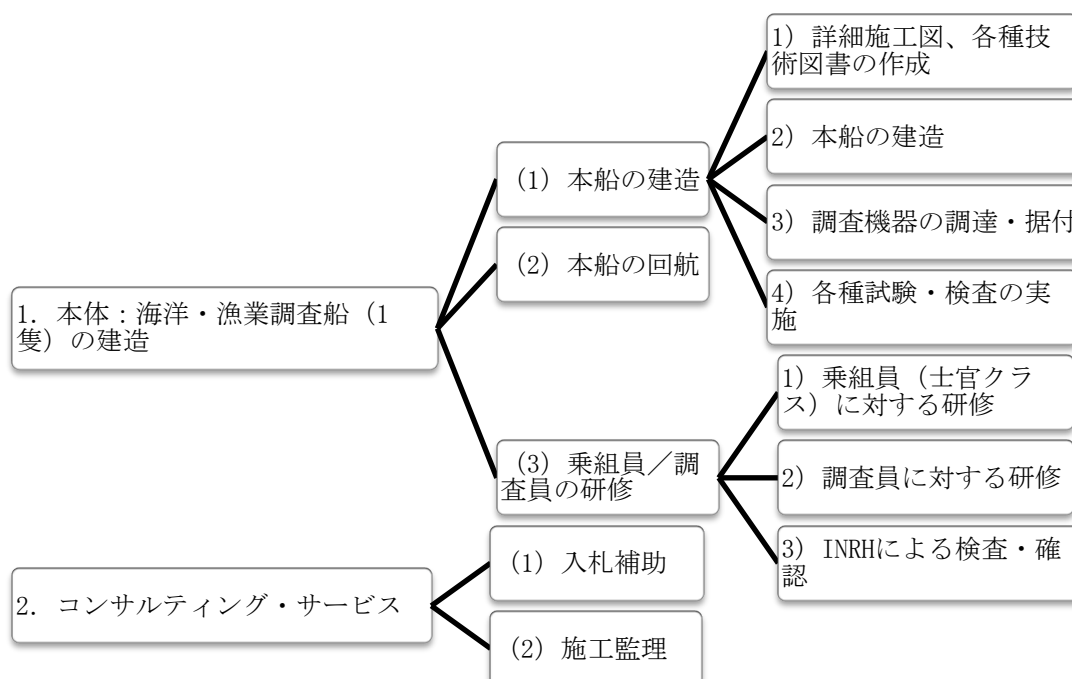 1. 本体：海洋・漁業調査船（1
隻）の建造
(1) 本船の建造
1) 詳細施工図、各種技
術図書の作成
2) 本船の建造
3) 調査機器の調達・据付
4) 各種試験・検査の実
施
(2) 本船の回航
(3) 乗組員／調
査員の研修
1) 乗組員（士官クラ
ス）に対する研修
2) 調査員に対する研修
3) INRHによる検査・確
認
2. コンサルティング・サービス
(1) 入札補助
(2) 施工監理